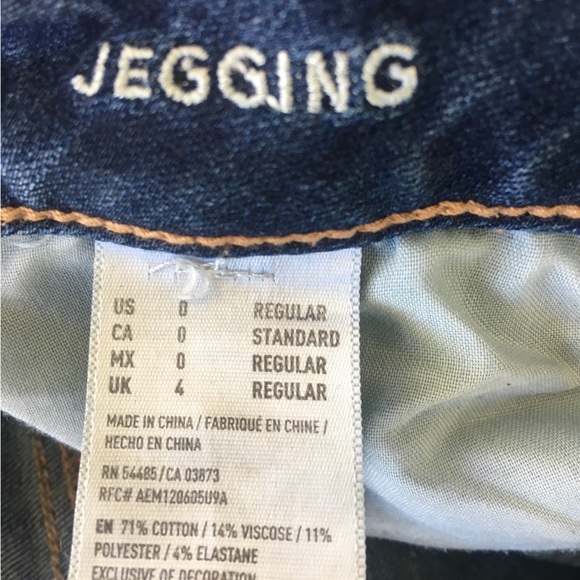 JEGGING
US 0 REGULAR
CA 0 STANDARD
MX 0 REGULAR
UK 4 REGULAR
MADE IN CHINA / FABRIQUÉ EN CHINE /
HECHO EN CHINA
RN 54485/CA 03873
RFC# AEM120605U9A
EN 71% COTTON / 14% VISCOSE / 11%
POLYESTER / 4% ELASTANE
EXCLUSIVE OF DECORATION